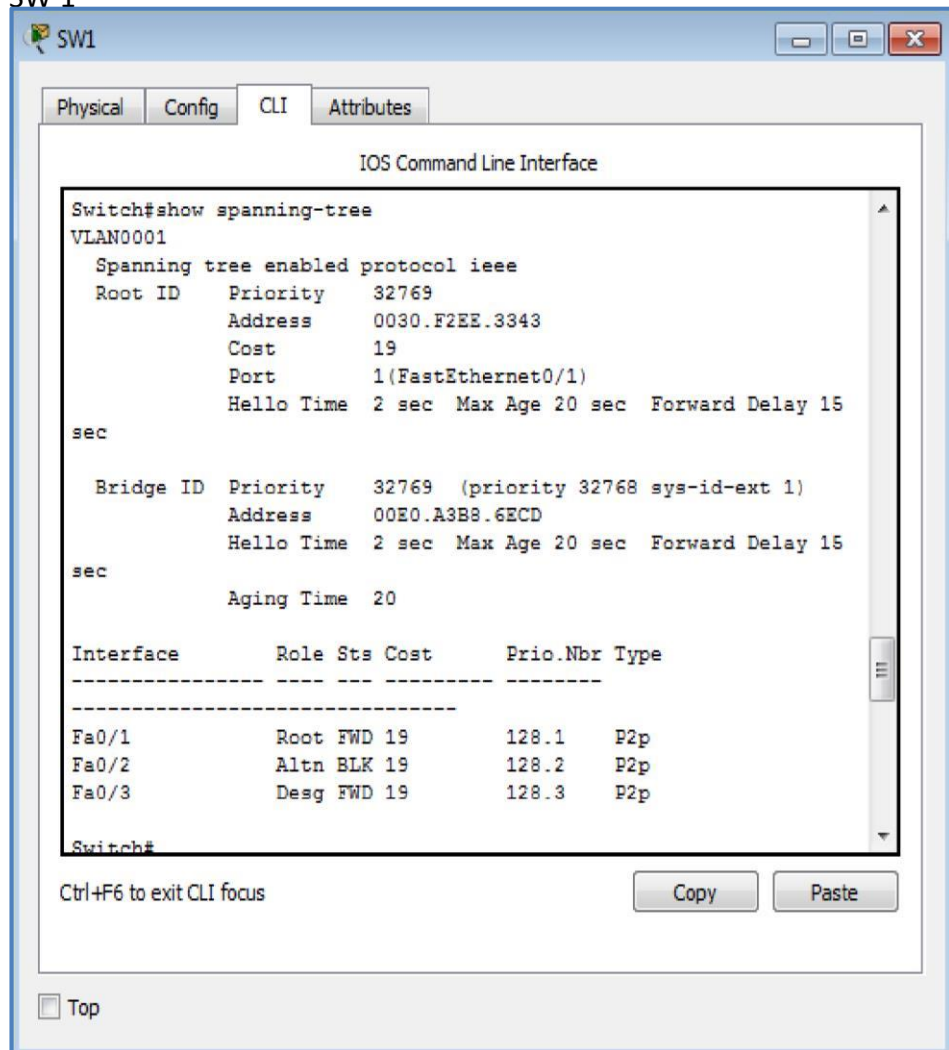 SW 1
SW1
Physical Config CLI Attributes
IOS Command Line Interface
Switch#show spanning-tree
VLAN0001
  Spanning tree enabled protocol ieee
  Root ID    Priority    32769
             Address     0030.F2EE.3343
             Cost        19
             Port        1(FastEthernet0/1)
             Hello Time  2 sec  Max Age 20 sec  Forward Delay 15
sec
  Bridge ID  Priority    32769  (priority 32768 sys-id-ext 1)
             Address     00E0.A3B8.6ECD
             Hello Time  2 sec  Max Age 20 sec  Forward Delay 15
sec
             Aging Time  20
Interface        Role Sts Cost      Prio.Nbr Type
---------------- ---- --- --------- --------
--------------------------------
Fa0/1            Root FWD 19        128.1    P2p
Fa0/2            Altn BLK 19        128.2    P2p
Fa0/3            Desg FWD 19        128.3    P2p
Switch#
Ctrl+F6 to exit CLI focus
Copy Paste
Top